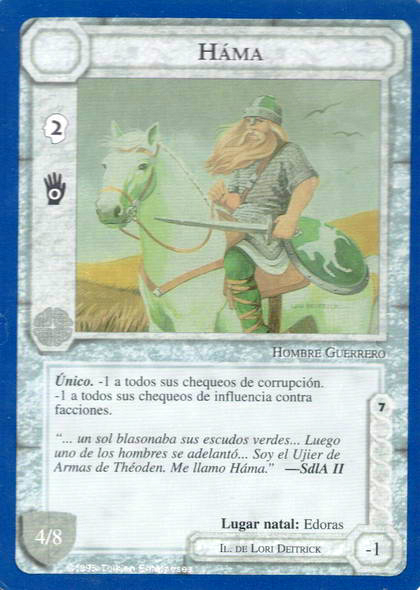 HÁMA
2
0
HOMBRE GUERRERO
Único. -1 a todos sus chequeos de corrupción.
-1 a todos sus chequeos de influencia contra
facciones.
7
“... un sol blasonaba sus escudos verdes... Luego
uno de los hombres se adelantó... Soy el Ujier de
Armas de Théoden. Me llamo Háma.” —SdlA II
Lugar natal: Edoras
4/8
IL. DE LORI DEITRICK
-1